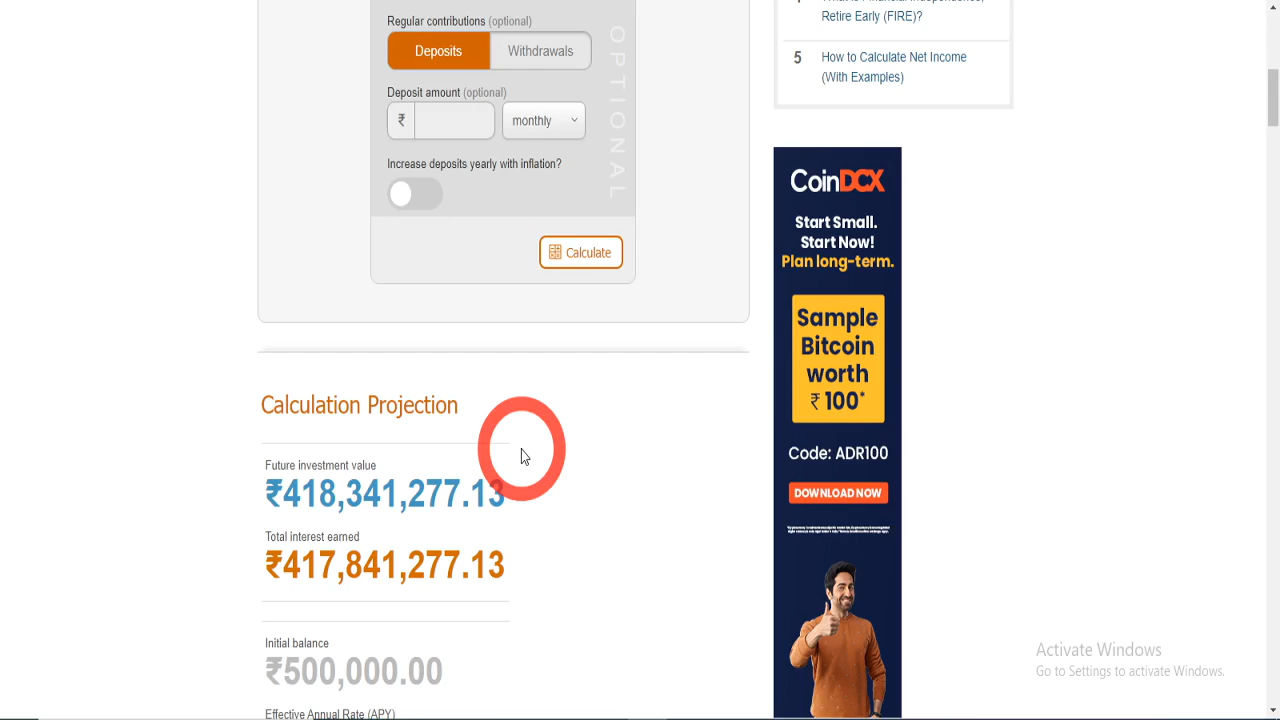 Regular contributions (optional)
Deposits
Withdrawals
Deposit amount (optional)
₹
monthly
Increase deposits yearly with inflation?
OPTIONAL
Calculate
Calculation Projection
Future investment value
₹418,341,277.13
Total interest earned
₹417,841,277.13
Initial balance
₹500,000.00
Effective Annual Rate (APY)
Retire Early (FIRE)?
5
How to Calculate Net Income
(With Examples)
CoinDCX
Start Small.
Start Now!
Plan long-term.
Sample
Bitcoin
worth
₹ 100*
Code: ADR100
DOWNLOAD NOW
Activate Windows
Go to Settings to activate Windows.